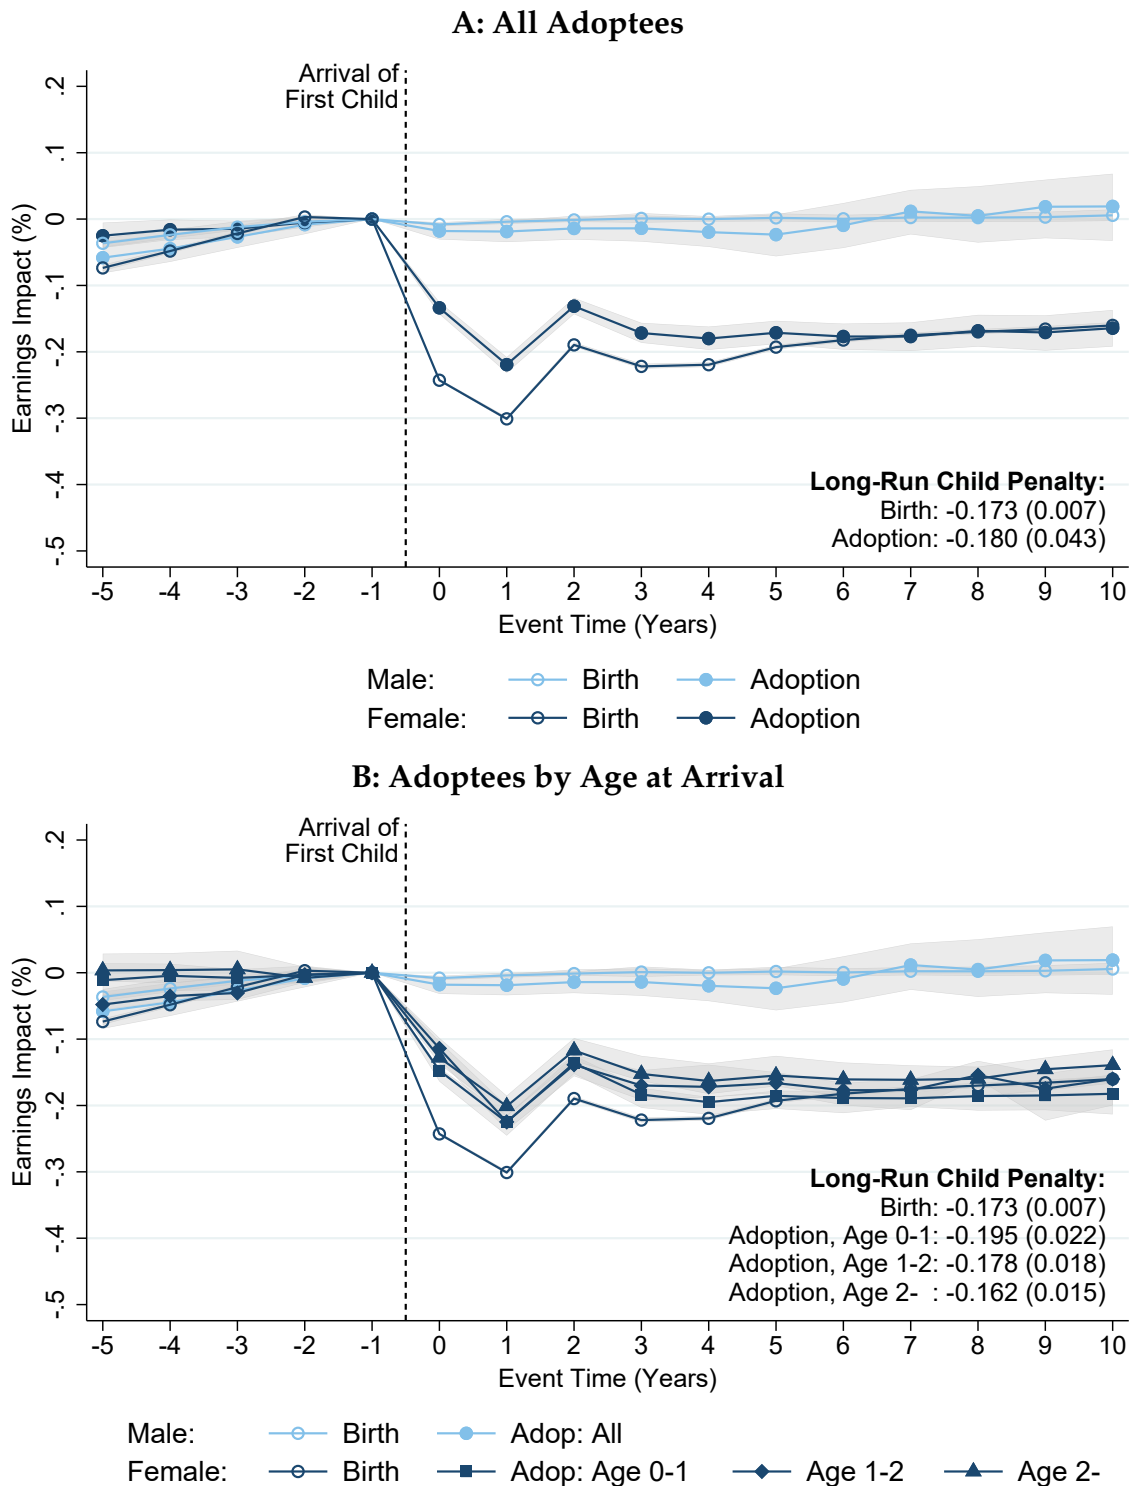 A: All Adoptees
Arrival of
First Child
Earnings Impact (%)
.2
.1
0
-.1
-.2
-.3
-.4
-.5
Long-Run Child Penalty:
Birth: -0.173 (0.007)
Adoption: -0.180 (0.043)
-5 -4 -3 -2 -1 0 1 2 3 4 5 6 7 8 9 10
Event Time (Years)
Male: Birth Adoption
Female: Birth Adoption
B: Adoptees by Age at Arrival
Arrival of
First Child
Earnings Impact (%)
.2
.1
0
-.1
-.2
-.3
-.4
-.5
Long-Run Child Penalty:
Birth: -0.173 (0.007)
Adoption, Age 0-1: -0.195 (0.022)
Adoption, Age 1-2: -0.178 (0.018)
Adoption, Age 2- : -0.162 (0.015)
-5 -4 -3 -2 -1 0 1 2 3 4 5 6 7 8 9 10
Event Time (Years)
Male: Birth Adop: All
Female: Birth Adop: Age 0-1 Age 1-2 Age 2-